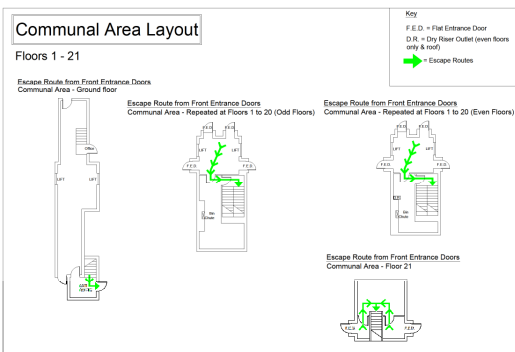 Communal Area Layout
Floors 1 - 21
Key
F.E.D. = Flat Entrance Door
D.R. = Dry Riser Outlet (even floors
only & roof)
= Escape Routes
Escape Route from Front Entrance Doors
Communal Area - Ground floor
Office
LIFT
LIFT
Escape Route from Front Entrance Doors
Communal Area - Repeated at Floors 1 to 20 (Odd Floors)
F.E.D.
F.E.D.
LIFT
LIFT
F.E.D.
F.E.D.
Bin
Chute
Escape Route from Front Entrance Doors
Communal Area - Repeated at Floors 1 to 20 (Even Floors)
F.E.D.
F.E.D.
LIFT
LIFT
F.E.D.
F.E.D.
D.R.
Bin
Chute
Escape Route from Front Entrance Doors
Communal Area - Floor 21
F.E.D.
F.E.D.